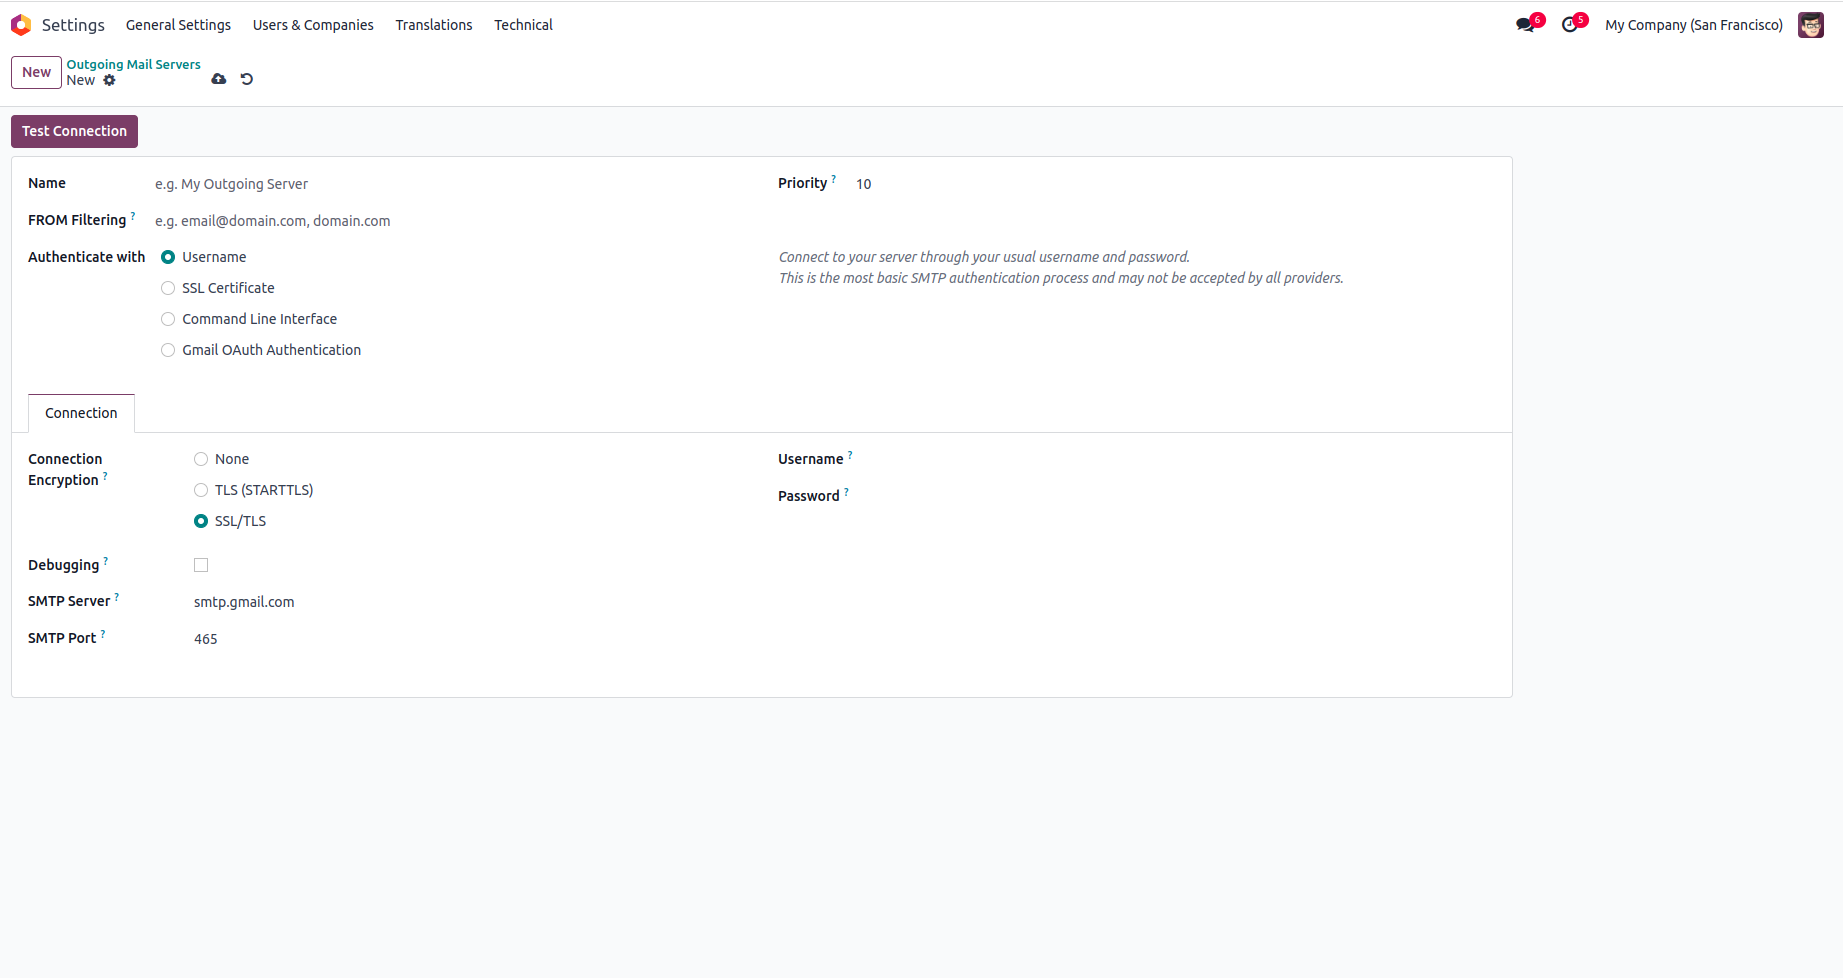 Settings General Settings Users & Companies Translations Technical 6 5 My Company (San Francisco)
New Outgoing Mail Servers
New
Test Connection
Name e.g. My Outgoing Server Priority ? 10
FROM Filtering ? e.g. email@domain.com, domain.com
Authenticate with Username Connect to your server through your usual username and password.
This is the most basic SMTP authentication process and may not be accepted by all providers.
SSL Certificate
Command Line Interface
Gmail OAuth Authentication
Connection
Connection None Username ?
Encryption ?
TLS (STARTTLS) Password ?
SSL/TLS
Debugging ?
SMTP Server ? smtp.gmail.com
SMTP Port ? 465